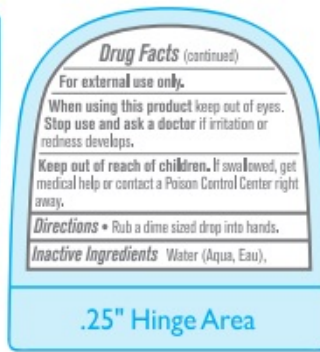 Drug Facts (continued)
For external use only.
When using this product keep out of eyes.
Stop use and ask a doctor if irritation or
redness develops.
Keep out of reach of children. If swallowed, get
medical help or contact a Poison Control Center right
away.
Directions • Rub a dime sized drop into hands.
Inactive Ingredients Water (Aqua, Eau),
.25" Hinge Area